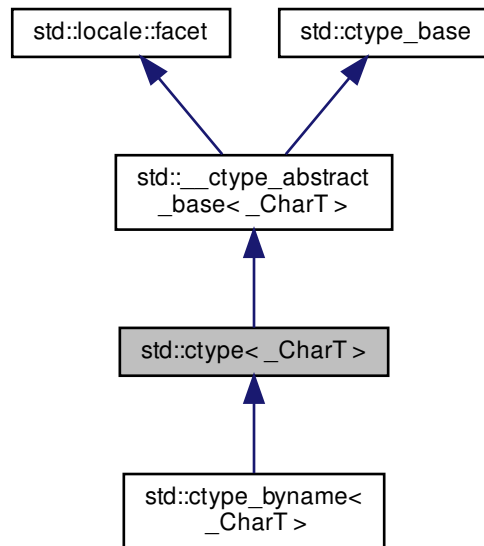 std::locale::facet
std::ctype_base
std::__ctype_abstract
_base< _CharT >
std::ctype< _CharT >
std::ctype_byname<
_CharT >